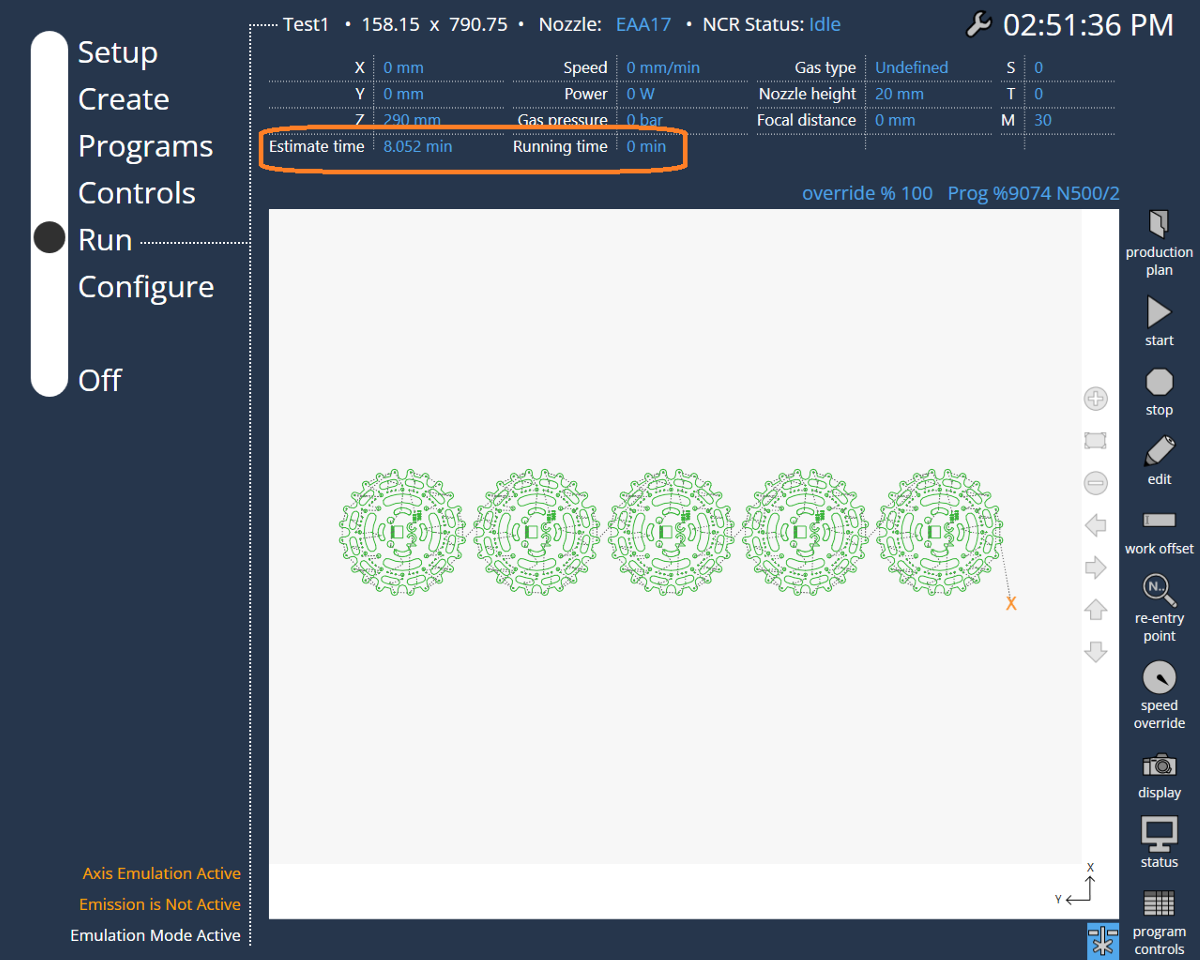 Test1 • 158.15 x 790.75 • Nozzle: EAA17 • NCR Status: Idle
02:51:36 PM
Setup
Create
Programs
Controls
Run
Configure
Off
X 0 mm Speed 0 mm/min Gas type Undefined S 0
Y 0 mm Power 0 W Nozzle height 20 mm T 0
Z 290 mm Gas pressure 0 bar Focal distance 0 mm M 30
Estimate time 8.052 min Running time 0 min
override % 100 Prog %9074 N500/2
production
plan
start
stop
edit
work offset
N..
re-entry
point
speed
override
display
status
program
controls
X
X
Y
Axis Emulation Active
Emission is Not Active
Emulation Mode Active